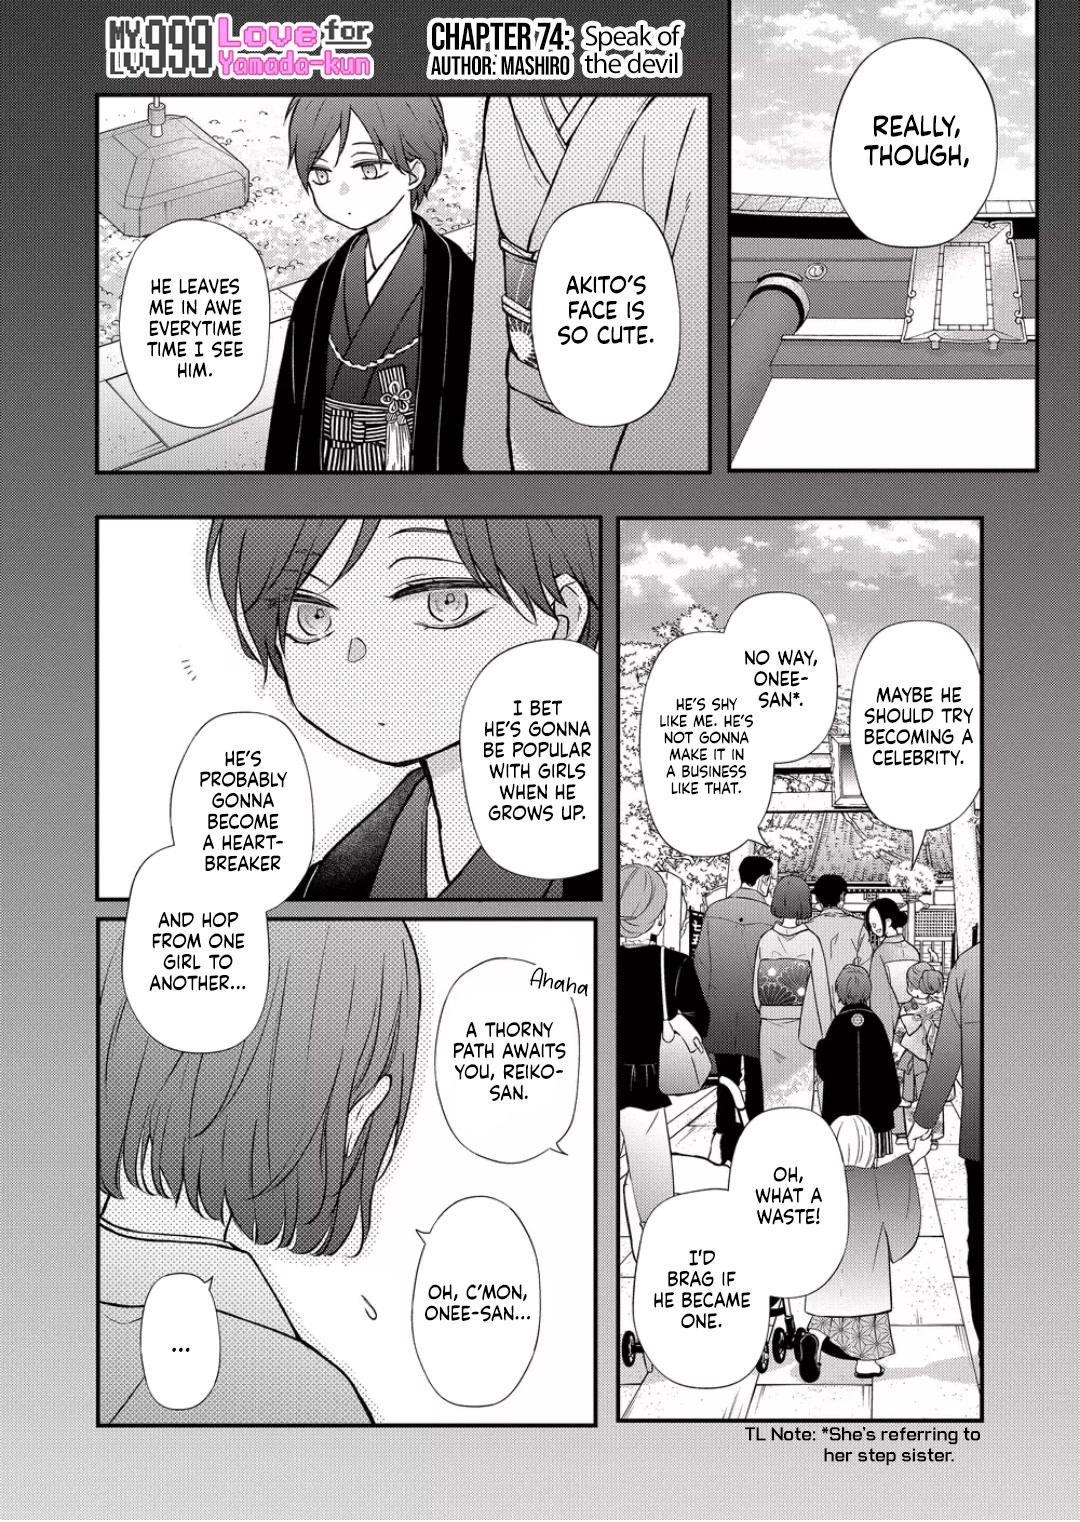 MY LV999 Love for Yamada-kun
CHAPTER 74: Speak of the devil
AUTHOR: MASHIRO
REALLY,
THOUGH,
AKITO'S
FACE IS
SO CUTE.
HE LEAVES
ME IN AWE
EVERYTIME
TIME I SEE
HIM.
MAYBE HE
SHOULD TRY
BECOMING A
CELEBRITY.
NO WAY,
ONEE-
SAN*.
HE'S SHY
LIKE ME. HE'S
NOT GONNA
MAKE IT IN
A BUSINESS
LIKE THAT.
OH,
WHAT A
WASTE!
I'D
BRAG IF
HE BECAME
ONE.
I BET
HE'S GONNA
BE POPULAR
WITH GIRLS
WHEN HE
GROWS UP.
HE'S
PROBABLY
GONNA
BECOME
A HEART-
BREAKER
AND HOP
FROM ONE
GIRL TO
ANOTHER...
Ahaha
A THORNY
PATH AWAITS
YOU, REIKO-
SAN.
OH, C'MON,
ONEE-SAN...
...
TL Note: *She's referring to
her step sister.